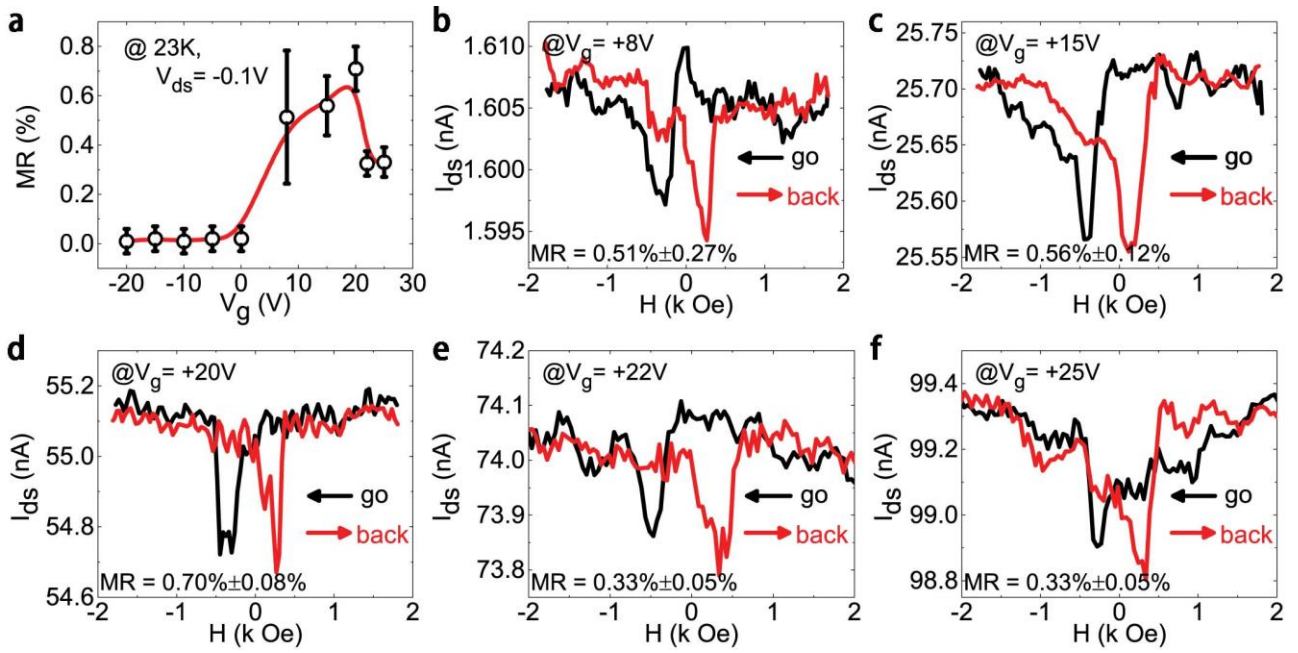 a
@ 23K,
V_ds= -0.1V
MR (%)
0.8
0.6
0.4
0.2
0.0
-20 -10 0 10 20 30
V_g (V)
b
@V_g= +8V
I_ds (nA)
1.610
1.605
1.600
1.595
go
back
MR = 0.51%±0.27%
-2 -1 0 1 2
H (k Oe)
c
@V_g= +15V
I_ds (nA)
25.75
25.70
25.65
25.60
25.55
go
back
MR = 0.56%±0.12%
-2 -1 0 1 2
H (k Oe)
d
@V_g= +20V
I_ds (nA)
55.2
55.0
54.8
54.6
go
back
MR = 0.70%±0.08%
-2 -1 0 1 2
H (k Oe)
e
@V_g= +22V
I_ds (nA)
74.2
74.1
74.0
73.9
73.8
go
back
MR = 0.33%±0.05%
-2 -1 0 1 2
H (k Oe)
f
@V_g= +25V
I_ds (nA)
99.4
99.2
99.0
98.8
go
back
MR = 0.33%±0.05%
-2 -1 0 1 2
H (k Oe)